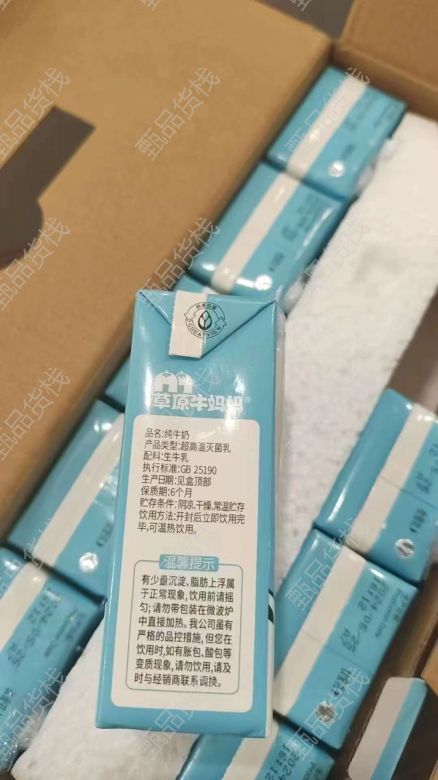 甄品货栈
草原牛妈妈
品名:纯牛奶
产品类型:超高温灭菌乳
配料:生牛乳
执行标准:GB 25190
生产日期:见盒顶部
保质期:6个月
贮存条件:阴凉,干燥,常温贮存
饮用方法:开封后立即饮用完
毕,可温热饮用。
温馨提示
有少量沉淀、脂肪上浮属
于正常现象,饮用前请摇
匀;请勿带包装在微波炉
中直接加热。我公司虽有
严格的品控措施,但您在
饮用时,如有胀包、酸包等
变质现象,请勿饮用,请及
时与经销商联系调换。